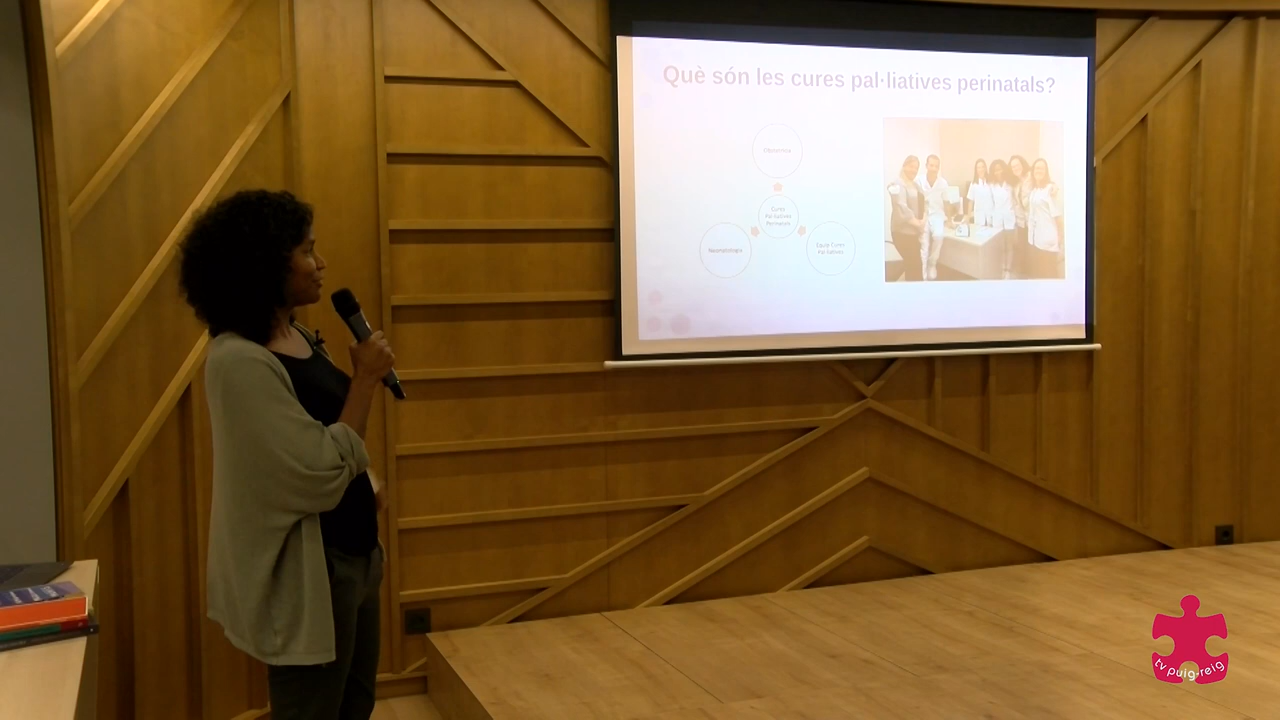 Què són les cures pal·liatives perinatals?
Cures
Pal·liatives
Perinatals
Neonatologia
Equip Cures
Pal·liatives
tv puig-reig